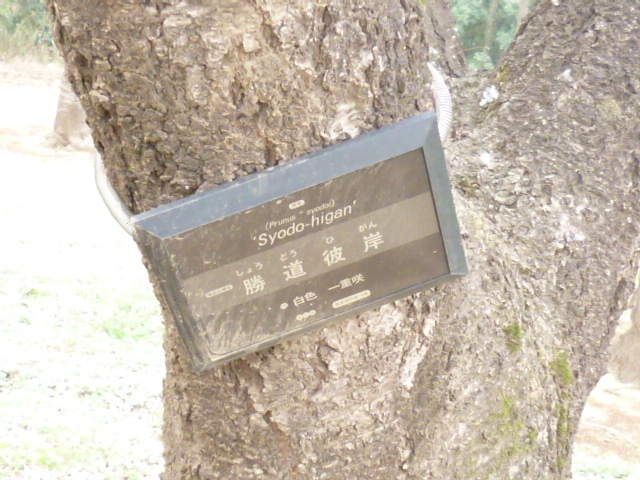 (Prunus × syodoi)
'Syodo-higan'
しょう どう ひ がん
勝道彼岸
白色 一重咲